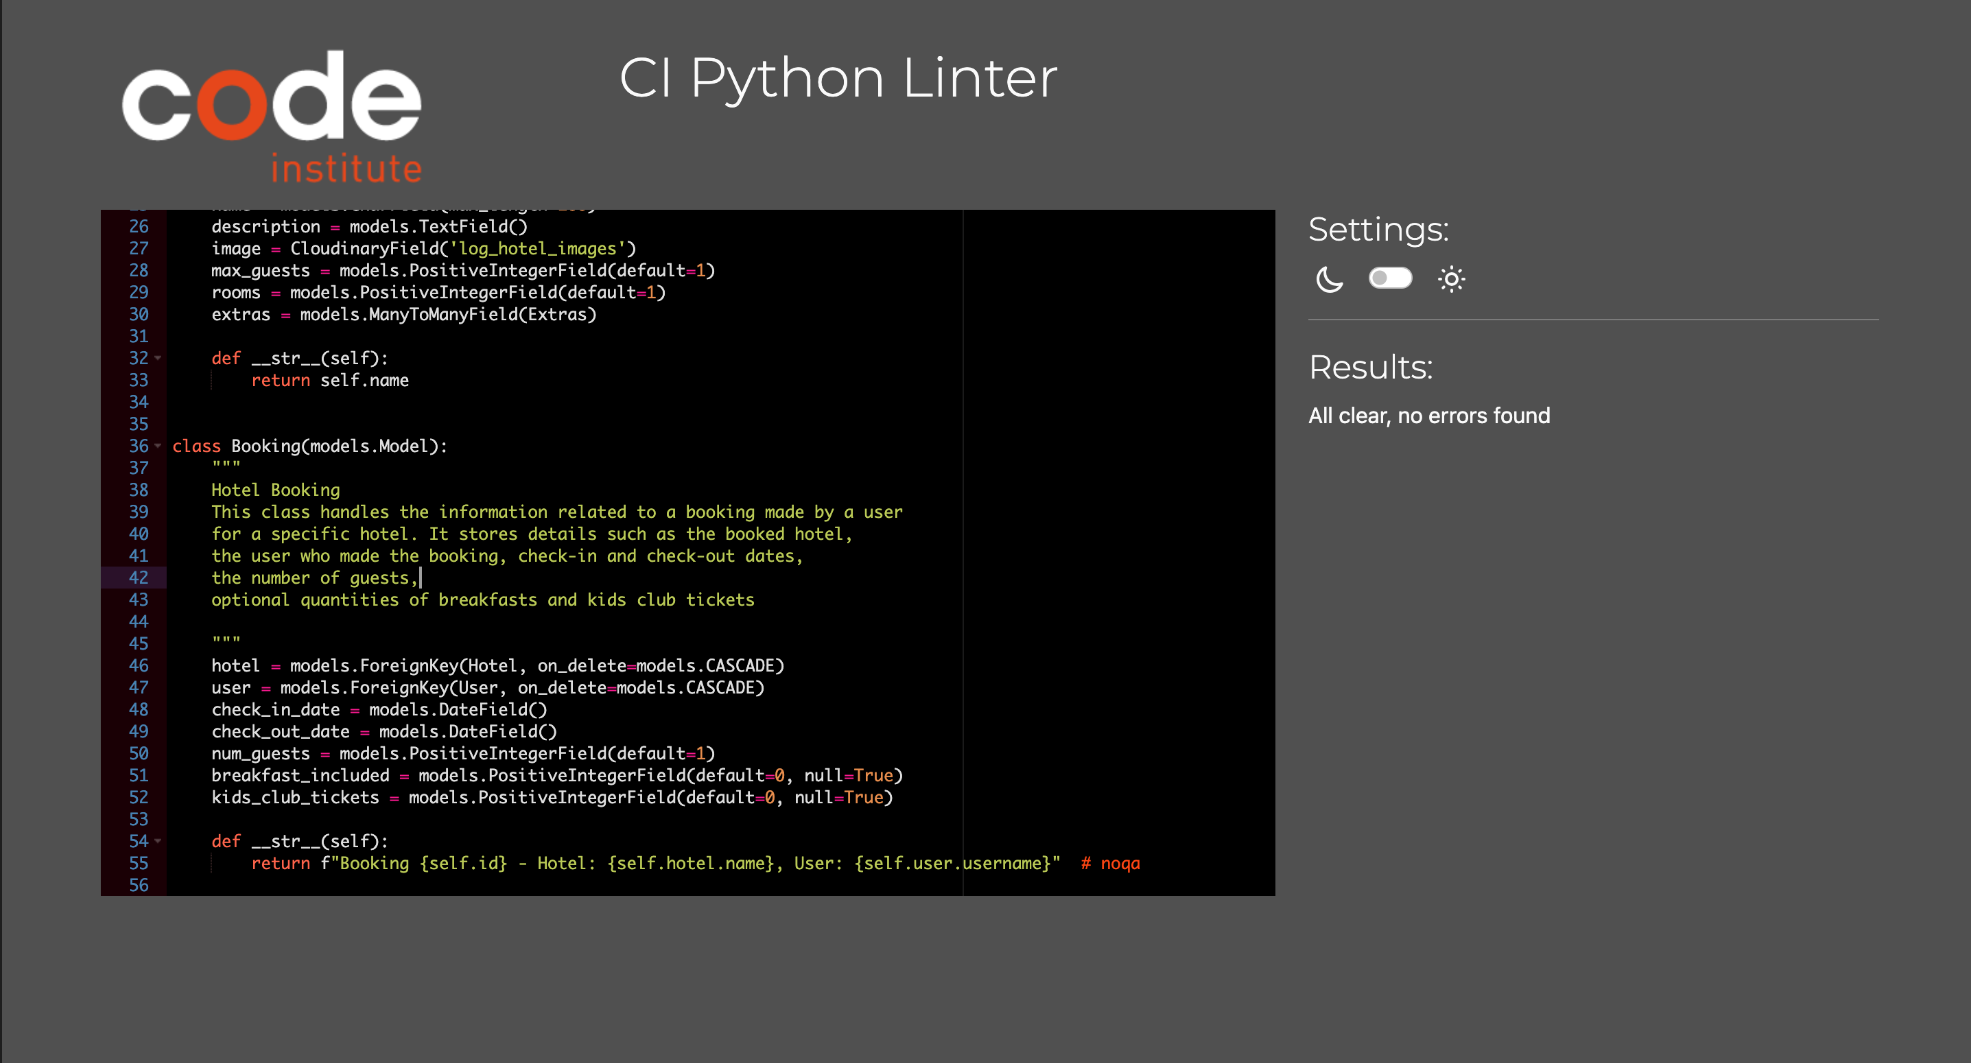 code
institute
CI Python Linter
26 description = models.TextField()
27 image = CloudinaryField('log_hotel_images')
28 max_guests = models.PositiveIntegerField(default=1)
29 rooms = models.PositiveIntegerField(default=1)
30 extras = models.ManyToManyField(Extras)
31
32 def __str__(self):
33 return self.name
34
35
36 class Booking(models.Model):
37 """
38 Hotel Booking
39 This class handles the information related to a booking made by a user
40 for a specific hotel. It stores details such as the booked hotel,
41 the user who made the booking, check-in and check-out dates,
42 the number of guests,
43 optional quantities of breakfasts and kids club tickets
44
45 """
46 hotel = models.ForeignKey(Hotel, on_delete=models.CASCADE)
47 user = models.ForeignKey(User, on_delete=models.CASCADE)
48 check_in_date = models.DateField()
49 check_out_date = models.DateField()
50 num_guests = models.PositiveIntegerField(default=1)
51 breakfast_included = models.PositiveIntegerField(default=0, null=True)
52 kids_club_tickets = models.PositiveIntegerField(default=0, null=True)
53
54 def __str__(self):
55 return f"Booking {self.id} - Hotel: {self.hotel.name}, User: {self.user.username}"  # noqa
56
Settings:
Results:
All clear, no errors found